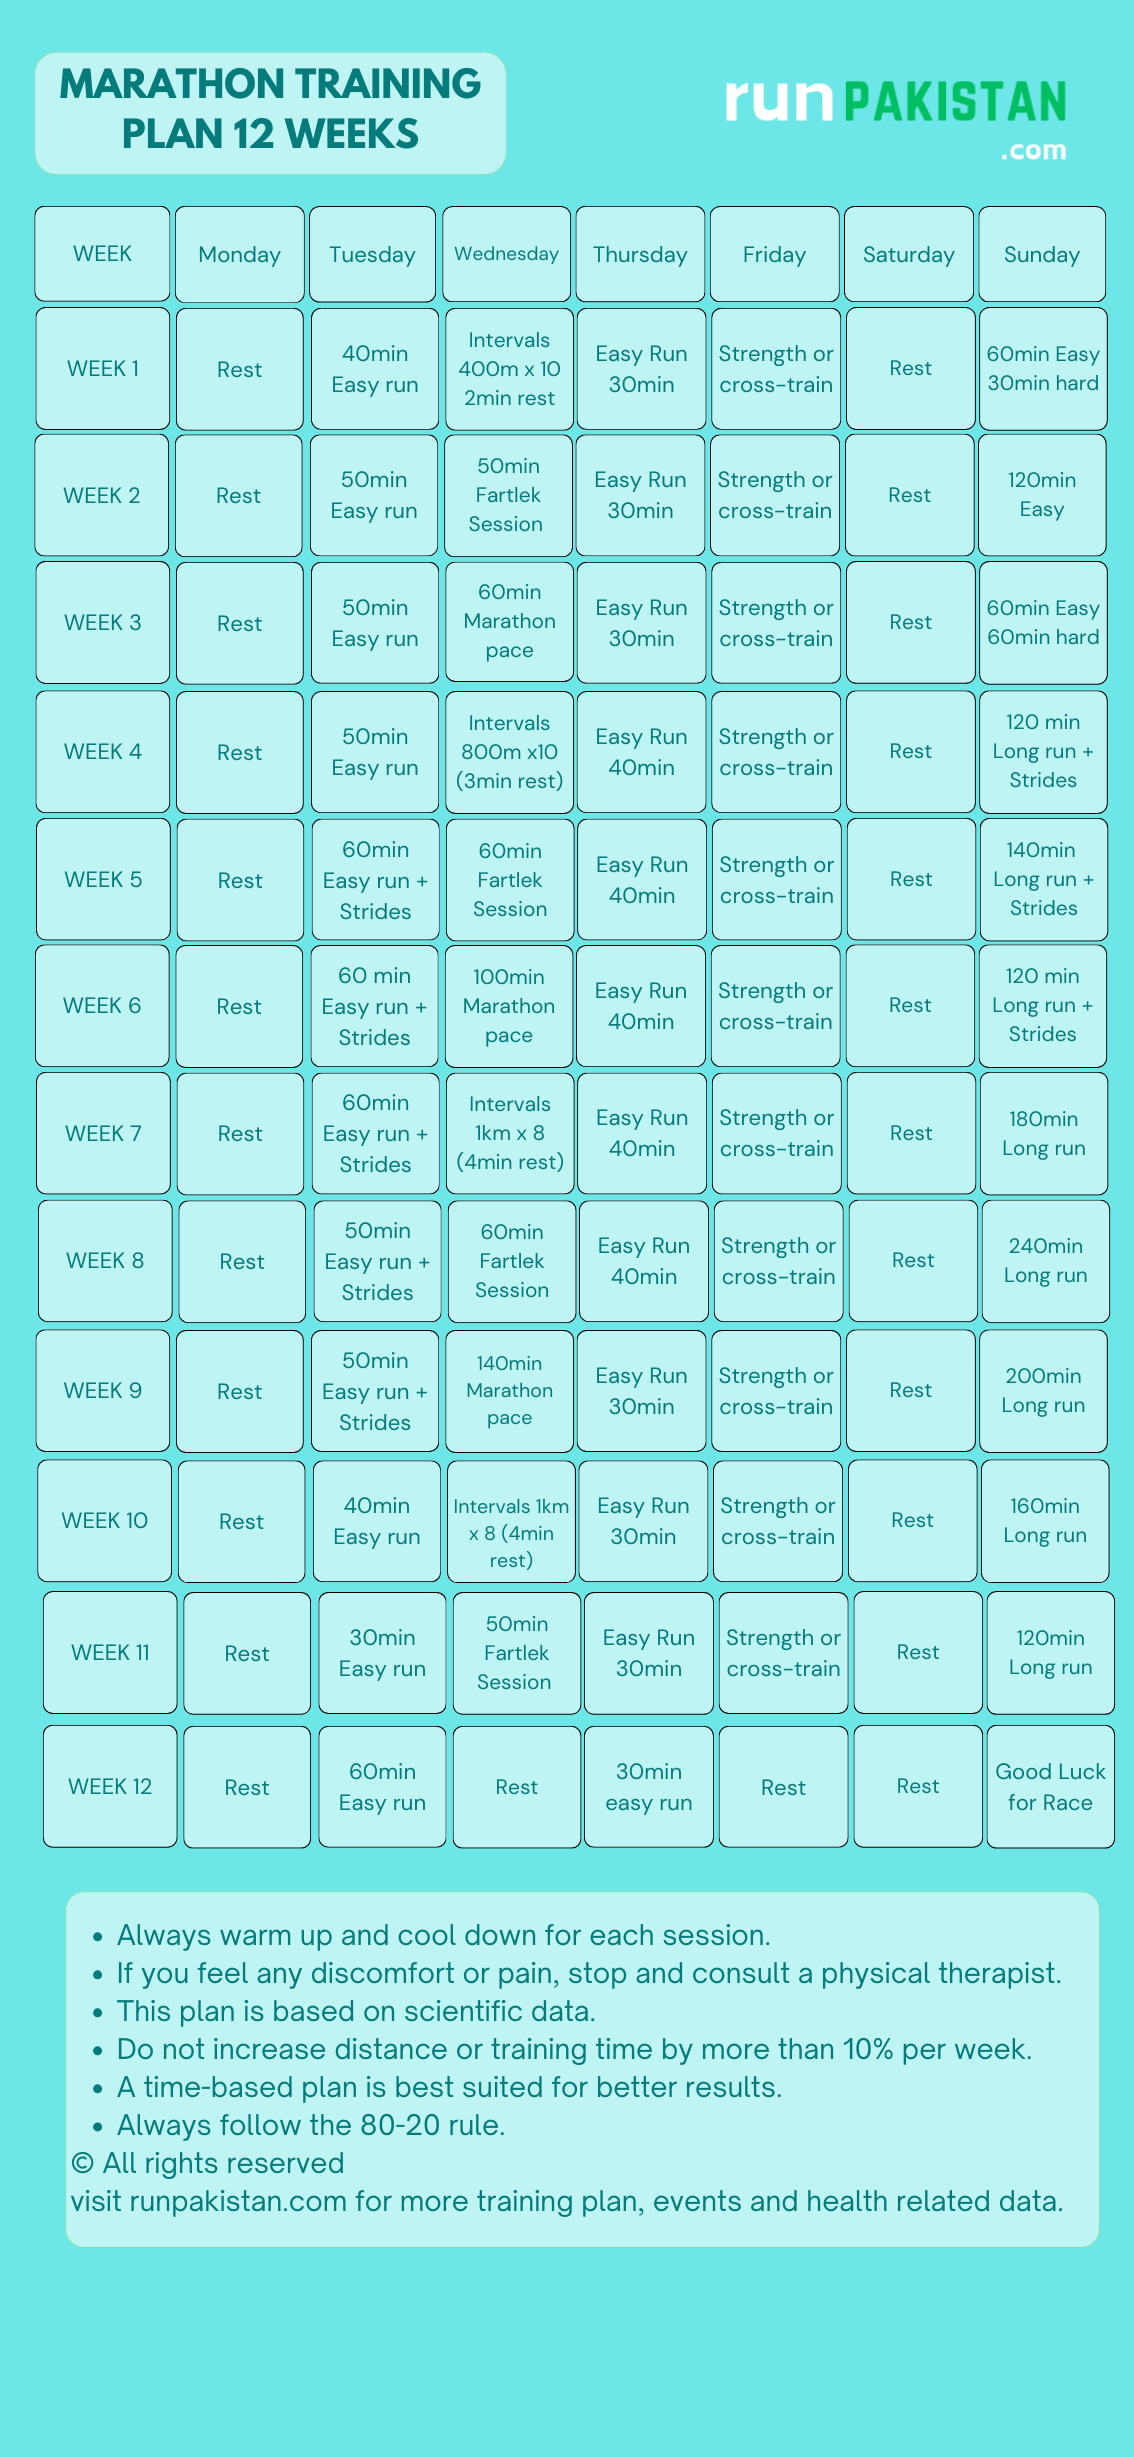 MARATHON TRAINING
PLAN 12 WEEKS
run PAKISTAN
.com
WEEK
Monday
Tuesday
Wednesday
Thursday
Friday
Saturday
Sunday
WEEK 1
Rest
40min
Easy run
Intervals
400m x 10
2min rest
Easy Run
30min
Strength or
cross-train
Rest
60min Easy
30min hard
WEEK 2
Rest
50min
Easy run
50min
Fartlek
Session
Easy Run
30min
Strength or
cross-train
Rest
120min
Easy
WEEK 3
Rest
50min
Easy run
60min
Marathon
pace
Easy Run
30min
Strength or
cross-train
Rest
60min Easy
60min hard
WEEK 4
Rest
50min
Easy run
Intervals
800m x10
(3min rest)
Easy Run
40min
Strength or
cross-train
Rest
120 min
Long run +
Strides
WEEK 5
Rest
60min
Easy run +
Strides
60min
Fartlek
Session
Easy Run
40min
Strength or
cross-train
Rest
140min
Long run +
Strides
WEEK 6
Rest
60 min
Easy run +
Strides
100min
Marathon
pace
Easy Run
40min
Strength or
cross-train
Rest
120 min
Long run +
Strides
WEEK 7
Rest
60min
Easy run +
Strides
Intervals
1km x 8
(4min rest)
Easy Run
40min
Strength or
cross-train
Rest
180min
Long run
WEEK 8
Rest
50min
Easy run +
Strides
60min
Fartlek
Session
Easy Run
40min
Strength or
cross-train
Rest
240min
Long run
WEEK 9
Rest
50min
Easy run +
Strides
140min
Marathon
pace
Easy Run
30min
Strength or
cross-train
Rest
200min
Long run
WEEK 10
Rest
40min
Easy run
Intervals 1km
x 8 (4min
rest)
Easy Run
30min
Strength or
cross-train
Rest
160min
Long run
WEEK 11
Rest
30min
Easy run
50min
Fartlek
Session
Easy Run
30min
Strength or
cross-train
Rest
120min
Long run
WEEK 12
Rest
60min
Easy run
Rest
30min
easy run
Rest
Rest
Good Luck
for Race
• Always warm up and cool down for each session.
• If you feel any discomfort or pain, stop and consult a physical therapist.
• This plan is based on scientific data.
• Do not increase distance or training time by more than 10% per week.
• A time-based plan is best suited for better results.
• Always follow the 80-20 rule.
© All rights reserved
visit runpakistan.com for more training plan, events and health related data.